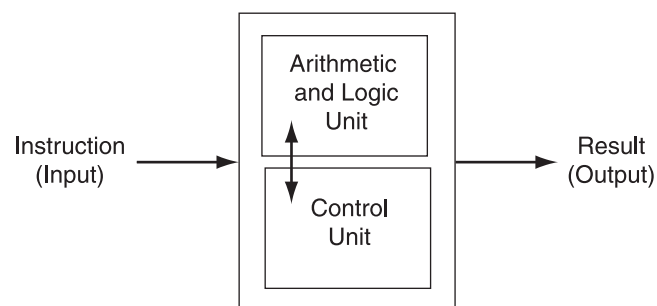 Arithmetic
and Logic
Unit
Instruction
(Input)
Result
(Output)
Control
Unit